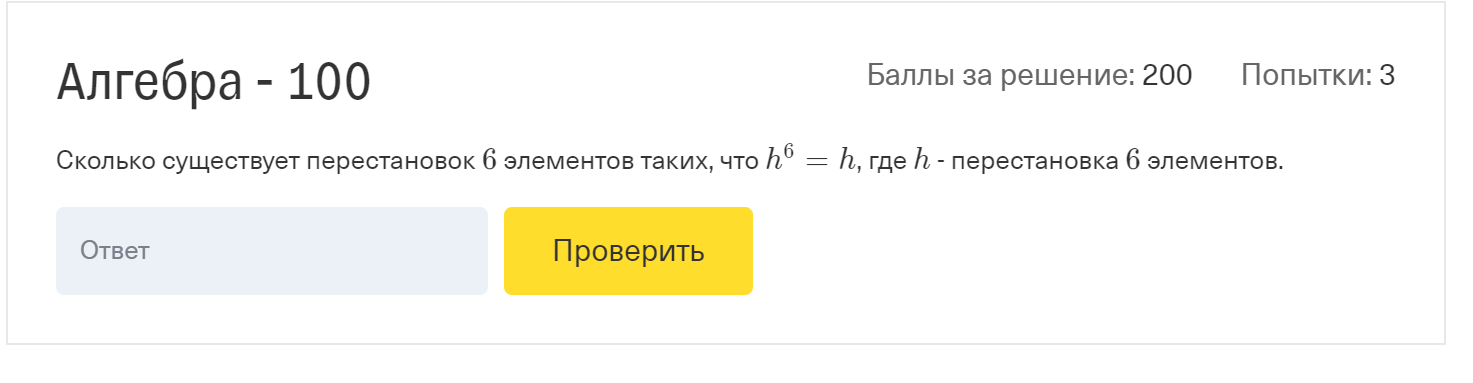 Алгебра - 100
Баллы за решение: 200 Попытки: 3
Сколько существует перестановок 6 элементов таких, что h⁶ = h, где h - перестановка 6 элементов.
Ответ
Проверить